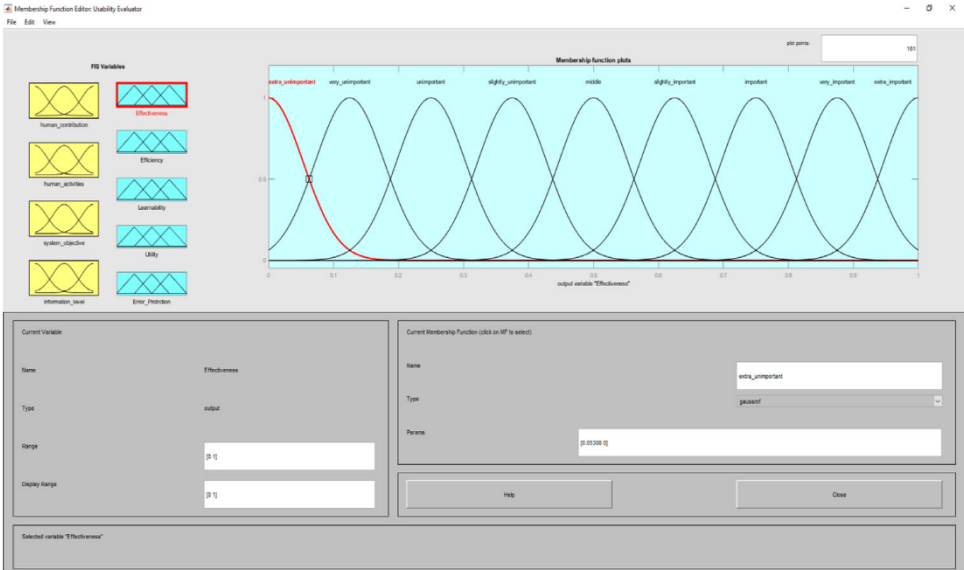 Membership Function Editor: Usability Evaluator
File Edit View
FIS Variables
human_contribution
human_activities
system_objective
information_level
Effectiveness
Efficiency
Learnability
Utility
Error_Protection
plot points:
181
Membership function plots
extra_unimportant very_unimportant unimportant slightly_unimportant middle slightly_important important very_important extra_important
1
0.5
0
0 0.1 0.2 0.3 0.4 0.5 0.6 0.7 0.8 0.9 1
output variable "Effectiveness"
Current Variable
Name Effectiveness
Type output
Range [0 1]
Display Range [0 1]
Current Membership Function (click on MF to select)
Name extra_unimportant
Type gaussmf
Params [0.05308 0]
Help Close
Selected variable "Effectiveness"